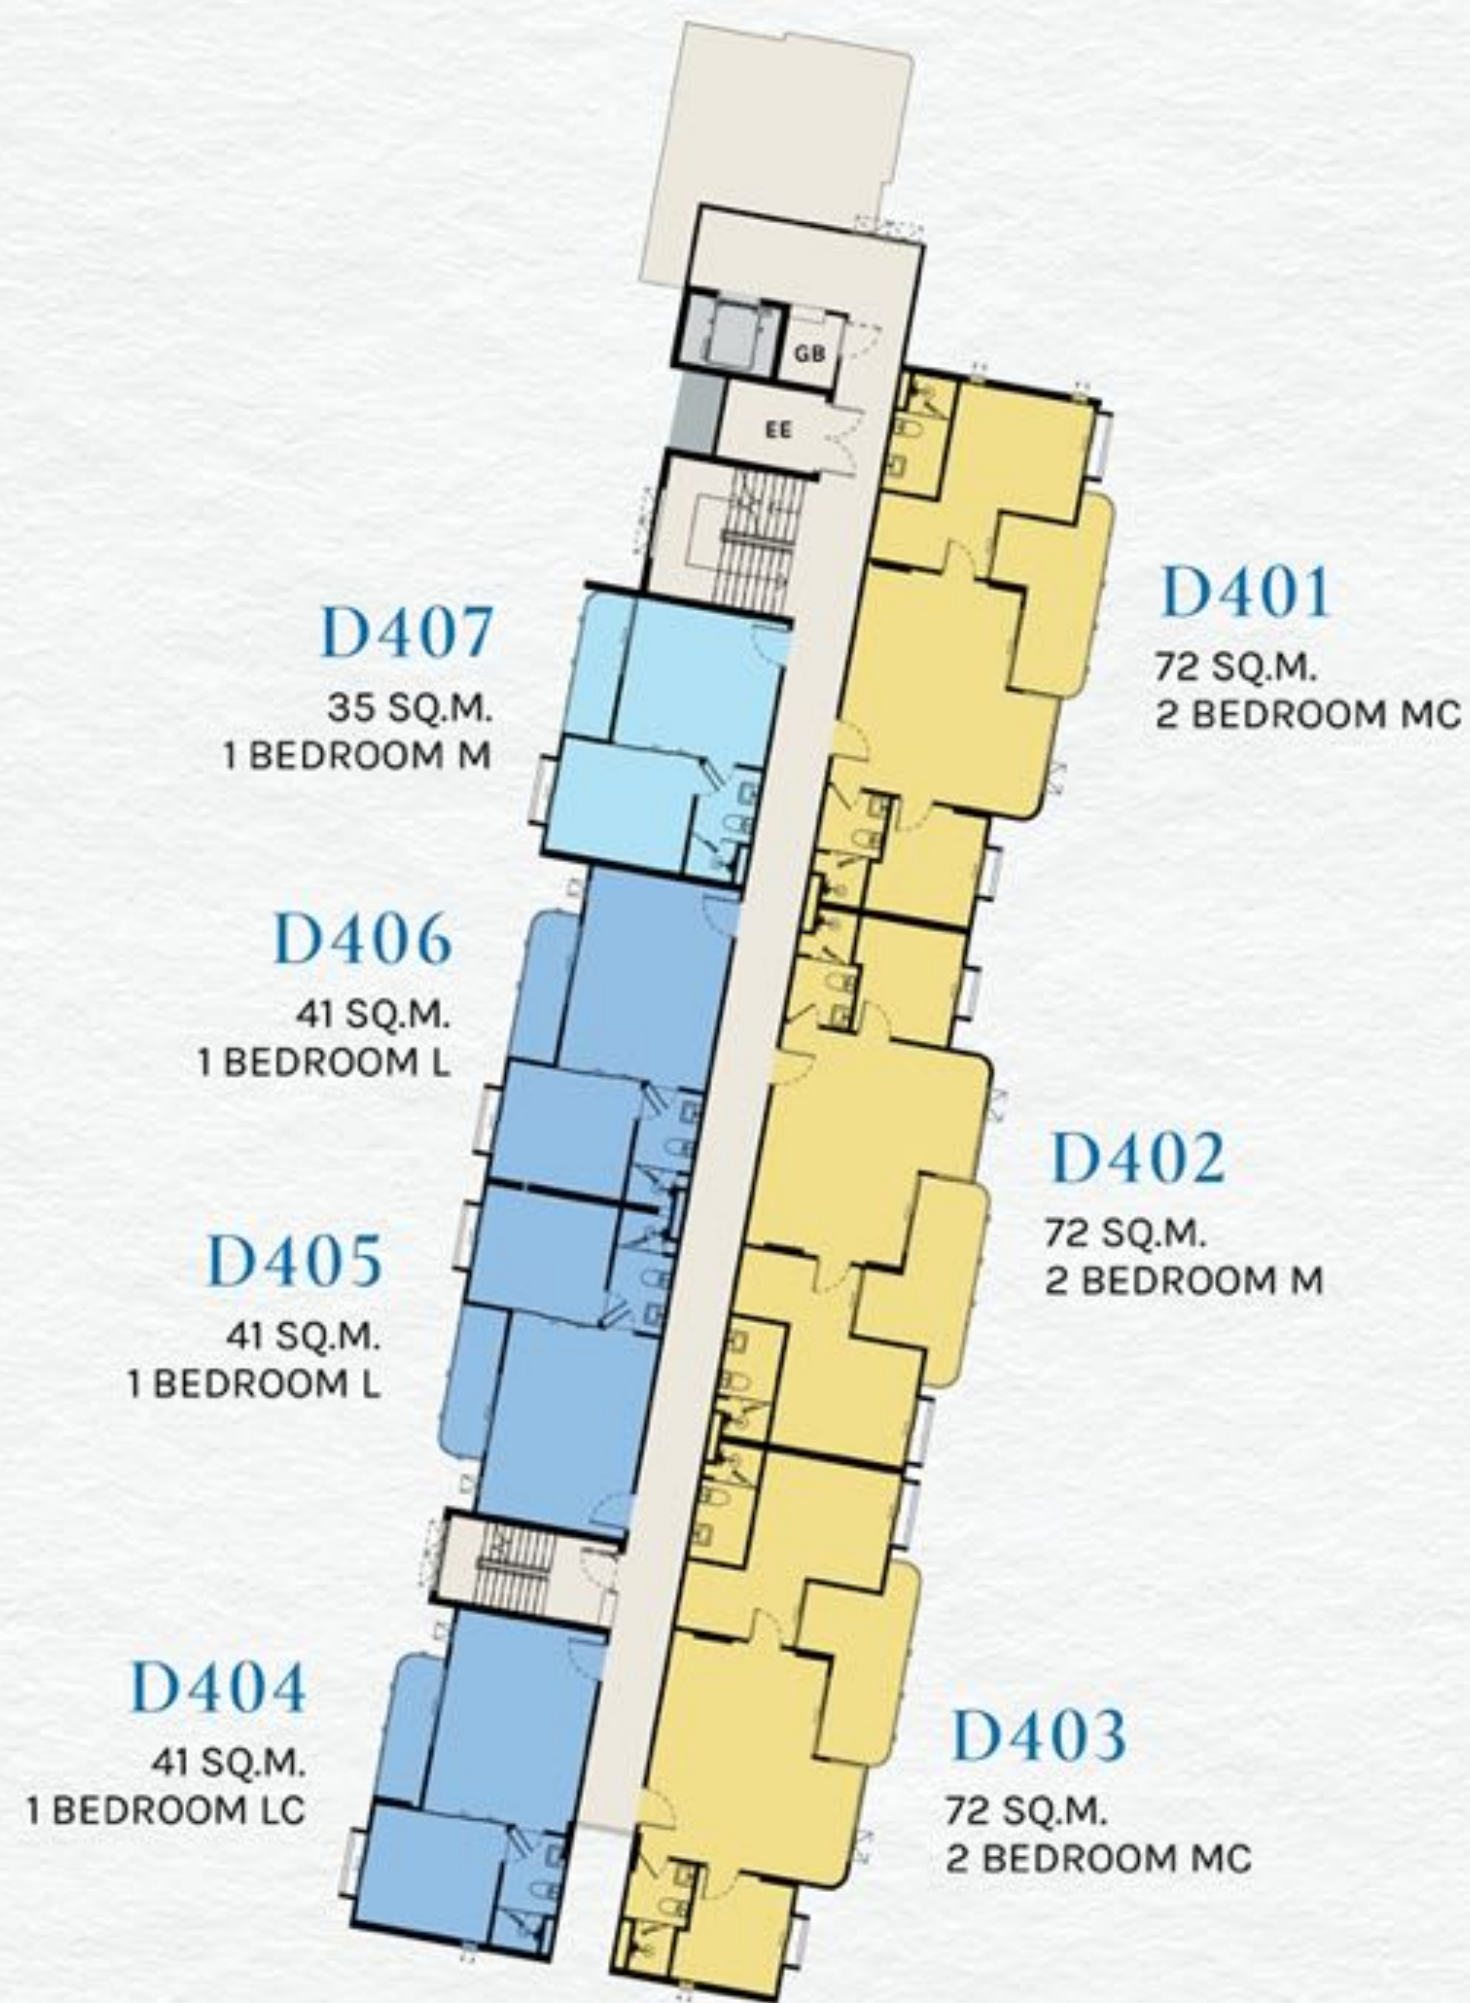 GB
EE
D401
72 SQ.M.
2 BEDROOM MC
D407
35 SQ.M.
1 BEDROOM M
D406
41 SQ.M.
1 BEDROOM L
D402
72 SQ.M.
2 BEDROOM M
D405
41 SQ.M.
1 BEDROOM L
D404
41 SQ.M.
1 BEDROOM LC
D403
72 SQ.M.
2 BEDROOM MC